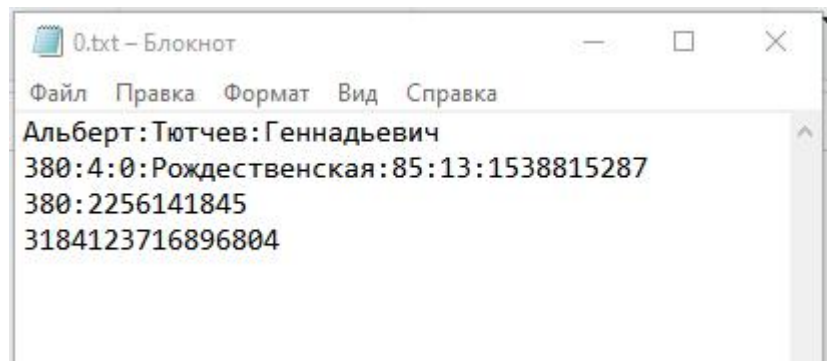 0.txt – Блокнот
Файл Правка Формат Вид Справка
Альберт:Тютчев:Геннадьевич
380:4:0:Рождественская:85:13:1538815287
380:2256141845
3184123716896804